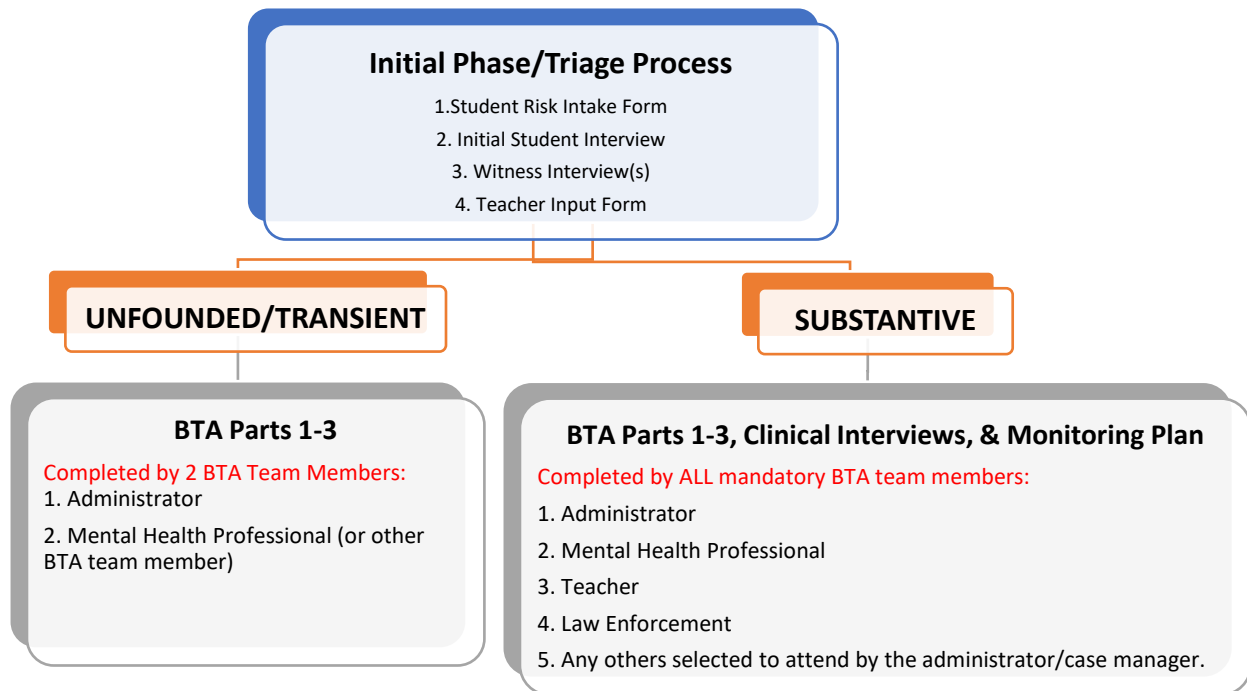 Initial Phase/Triage Process
1.Student Risk Intake Form
2. Initial Student Interview
3. Witness Interview(s)
4. Teacher Input Form
UNFOUNDED/TRANSIENT
SUBSTANTIVE
BTA Parts 1-3
Completed by 2 BTA Team Members:
1. Administrator
2. Mental Health Professional (or other
BTA team member)
BTA Parts 1-3, Clinical Interviews, & Monitoring Plan
Completed by ALL mandatory BTA team members:
1. Administrator
2. Mental Health Professional
3. Teacher
4. Law Enforcement
5. Any others selected to attend by the administrator/case manager.